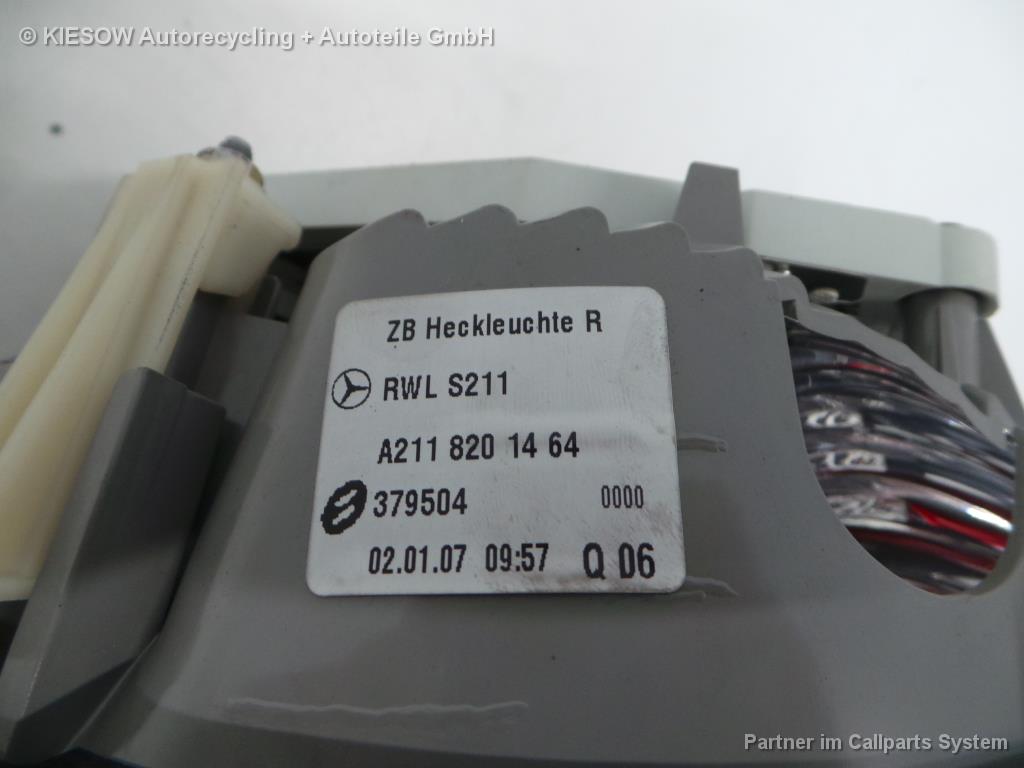 © KIESOW Autorecycling + Autoteile GmbH
ZB Heckleuchte R
RWL S211
A211 820 14 64
379504 0000
02.01.07 09:57 Q 06
Partner im Callparts System